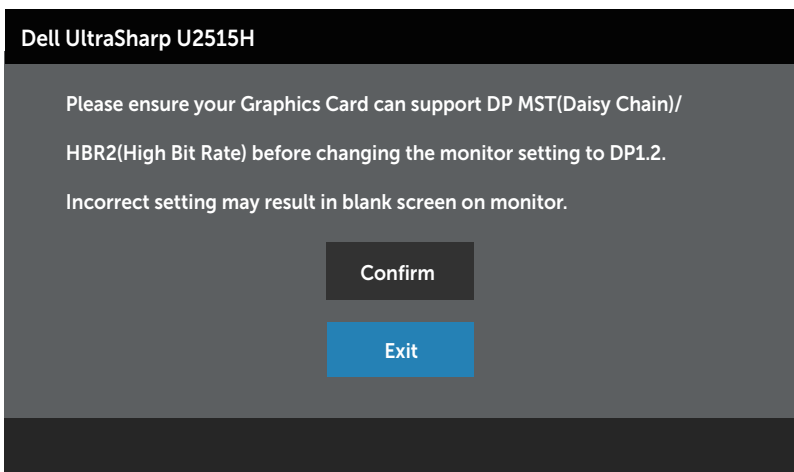 Dell UltraSharp U2515H
Please ensure your Graphics Card can support DP MST(Daisy Chain)/
HBR2(High Bit Rate) before changing the monitor setting to DP1.2.
Incorrect setting may result in blank screen on monitor.
Confirm
Exit